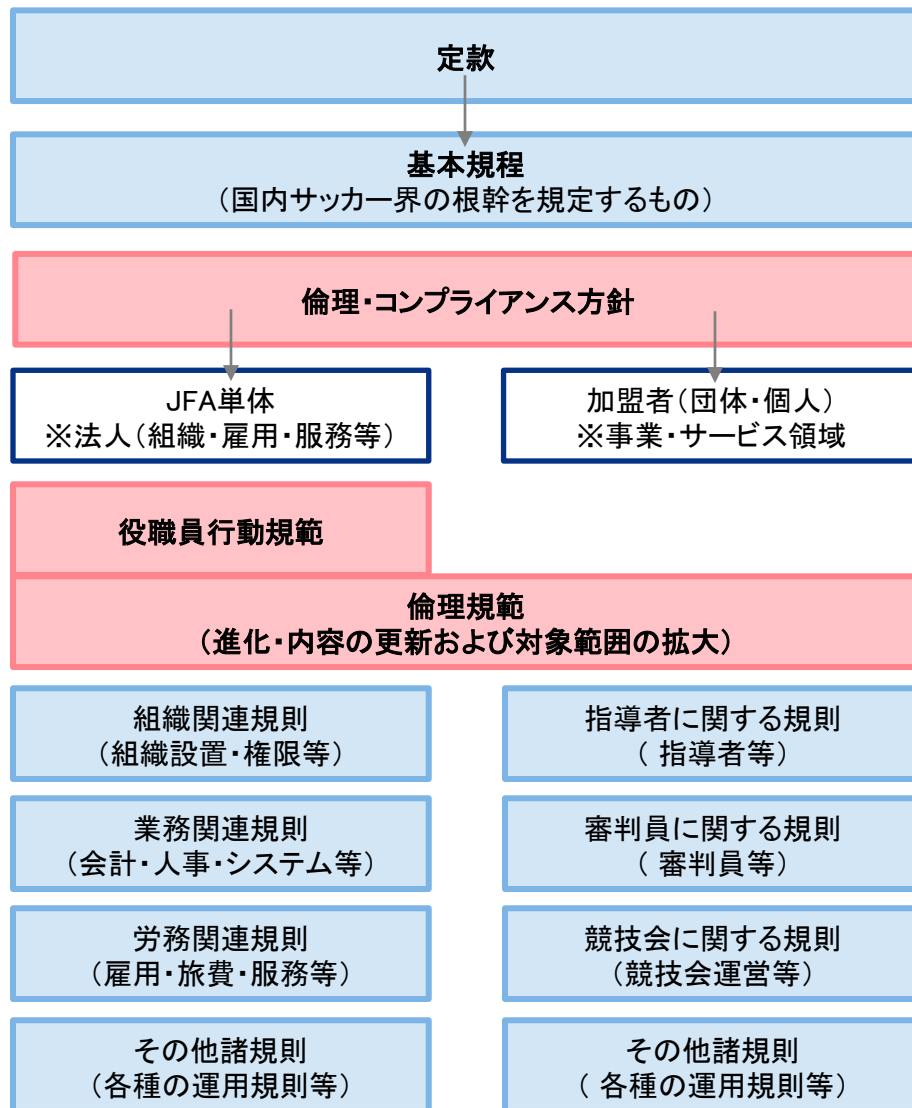 定款
基本規程
（国内サッカー界の根幹を規定するもの）
倫理・コンプライアンス方針
JFA単体
※法人（組織・雇用・服務等）
加盟者（団体・個人）
※事業・サービス領域
役職員行動規範
倫理規範
（進化・内容の更新および対象範囲の拡大）
組織関連規則
（組織設置・権限等）
指導者に関する規則
（ 指導者等）
業務関連規則
（会計・人事・システム等）
審判員に関する規則
（ 審判員等）
労務関連規則
（雇用・旅費・服務等）
競技会に関する規則
（競技会運営等）
その他諸規則
（各種の運用規則等）
その他諸規則
（ 各種の運用規則等）